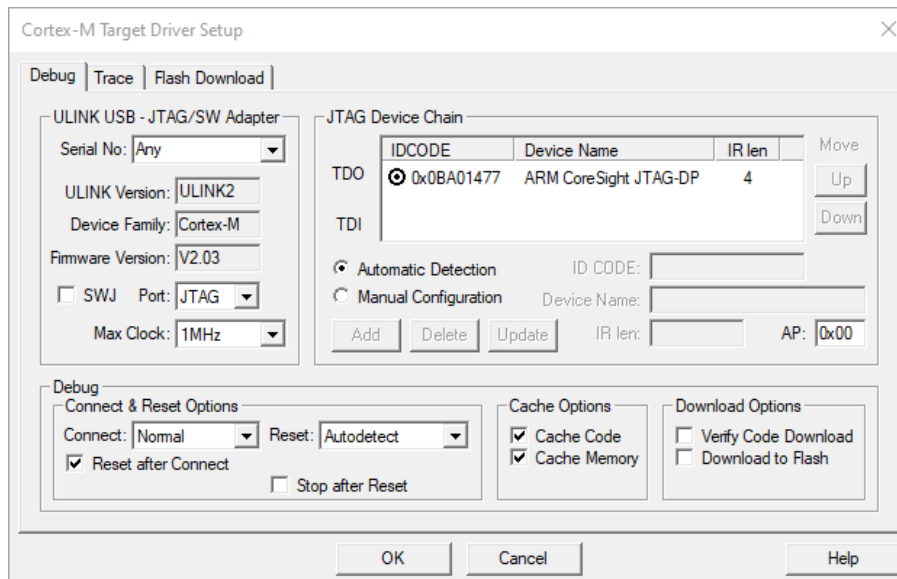 Cortex-M Target Driver Setup
Debug Trace Flash Download
ULINK USB - JTAG/SW Adapter
Serial No: Any
ULINK Version: ULINK2
Device Family: Cortex-M
Firmware Version: V2.03
SWJ Port: JTAG
Max Clock: 1MHz
JTAG Device Chain
IDCODE Device Name IR len
TDO 0x0BA01477 ARM CoreSight JTAG-DP 4
TDI
Move
Up
Down
Automatic Detection ID CODE:
Manual Configuration Device Name:
Add Delete Update IR len: AP: 0x00
Debug
Connect & Reset Options
Connect: Normal Reset: Autodetect
Reset after Connect
Stop after Reset
Cache Options
Cache Code
Cache Memory
Download Options
Verify Code Download
Download to Flash
OK Cancel Help